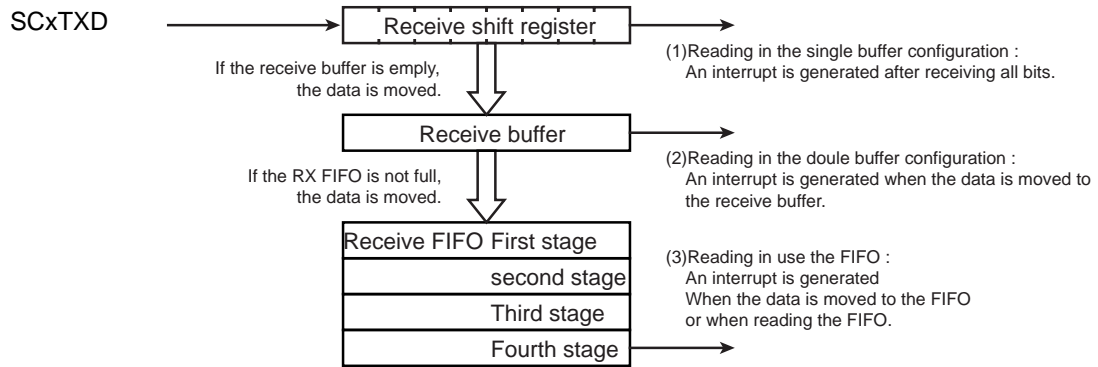 SCxTXD
Receive shift register
(1)Reading in the single buffer configuration :
An interrupt is generated after receiving all bits.
If the receive buffer is emply,
the data is moved.
Receive buffer
(2)Reading in the doule buffer configuration :
An interrupt is generated when the data is moved to
the receive buffer.
If the RX FIFO is not full,
the data is moved.
Receive FIFO First stage
second stage
Third stage
Fourth stage
(3)Reading in use the FIFO :
An interrupt is generated
When the data is moved to the FIFO
or when reading the FIFO.